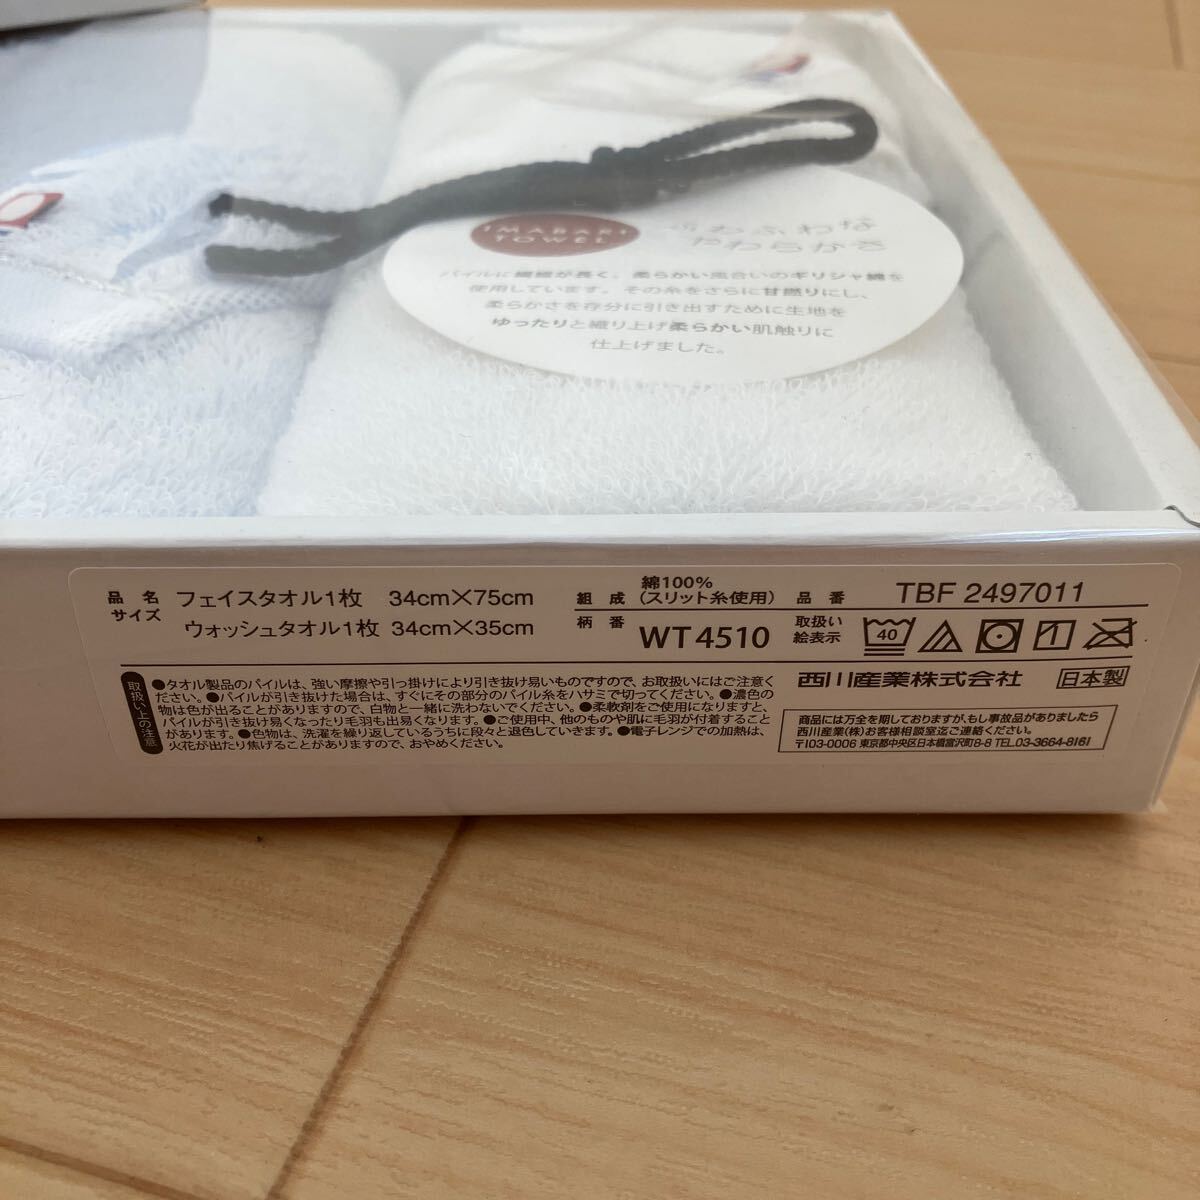 IMABARI
TOWEL
ふわふわな
やわらかさ
パイルに繊維が長く、柔らかい風合いのギリシャ綿を
使用しています。その糸をさらに甘撚りにし、
柔らかさを存分に引き出すために生地を
ゆったりと織り上げ柔らかい肌触りに
仕上げました。
品名 フェイスタオル1枚 34cm×75cm
サイズ ウォッシュタオル1枚 34cm×35cm
組成 綿100%
(スリット糸使用)
品番 TBF 2497011
柄番 WT4510
取扱い
絵表示
40
取扱い上の注意
●タオル製品のパイルは、強い摩擦や引っ掛けにより引き抜け易いものですので、お取扱いにはご注意く
ださい。●パイルが引き抜けた場合は、すぐにその部分のパイル糸をハサミで切ってください。●濃色の
物は色が出ることがありますので、白物と一緒に洗わないでください。●柔軟剤をご使用になりますと、
パイルが引き抜け易くなったり毛羽も出易くなります。●ご使用中、他のものや肌に毛羽が付着すること
があります。●色物は、洗濯を繰り返しているうちに段々と退色していきます。●電子レンジでの加熱は、
火花が出たり焦げることがありますので、おやめください。
西川産業株式会社 日本製
商品には万全を期しておりますが、もし事故品がありましたら
西川産業(株)お客様相談室迄ご連絡ください。
〒103-0006 東京都中央区日本橋富沢町8-8 TEL.03-3664-8161